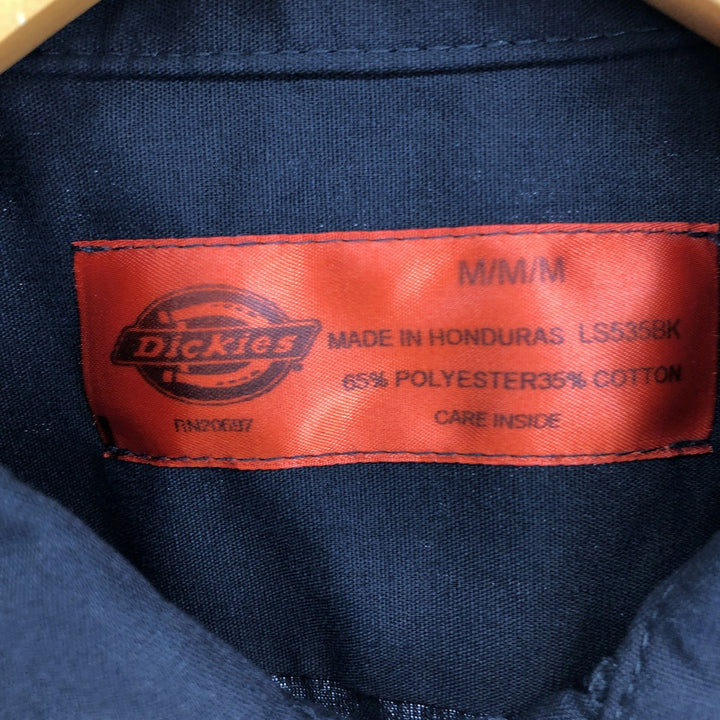 M/M/M
Dickies
MADE IN HONDURAS LS535BK
65% POLYESTER35% COTTON
RN20697
CARE INSIDE